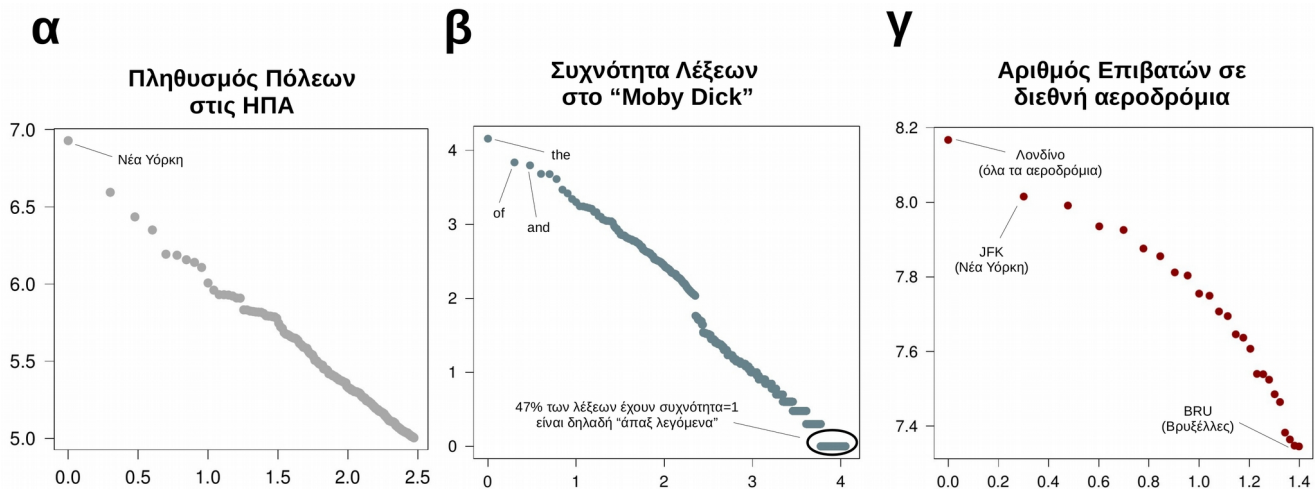 α
Πληθυσμός Πόλεων
στις ΗΠΑ
7.0
6.5
6.0
5.5
5.0
Νέα Υόρκη
0.0 0.5 1.0 1.5 2.0 2.5
β
Συχνότητα Λέξεων
στο “Moby Dick”
4
3
2
1
0
the
of
and
47% των λέξεων έχουν συχνότητα=1
είναι δηλαδή “άπαξ λεγόμενα”
0 1 2 3 4
γ
Αριθμός Επιβατών σε
διεθνή αεροδρόμια
8.2
8.0
7.8
7.6
7.4
Λονδίνο
(όλα τα αεροδρόμια)
JFK
(Νέα Υόρκη)
BRU
(Βρυξέλλες)
0.0 0.2 0.4 0.6 0.8 1.0 1.2 1.4